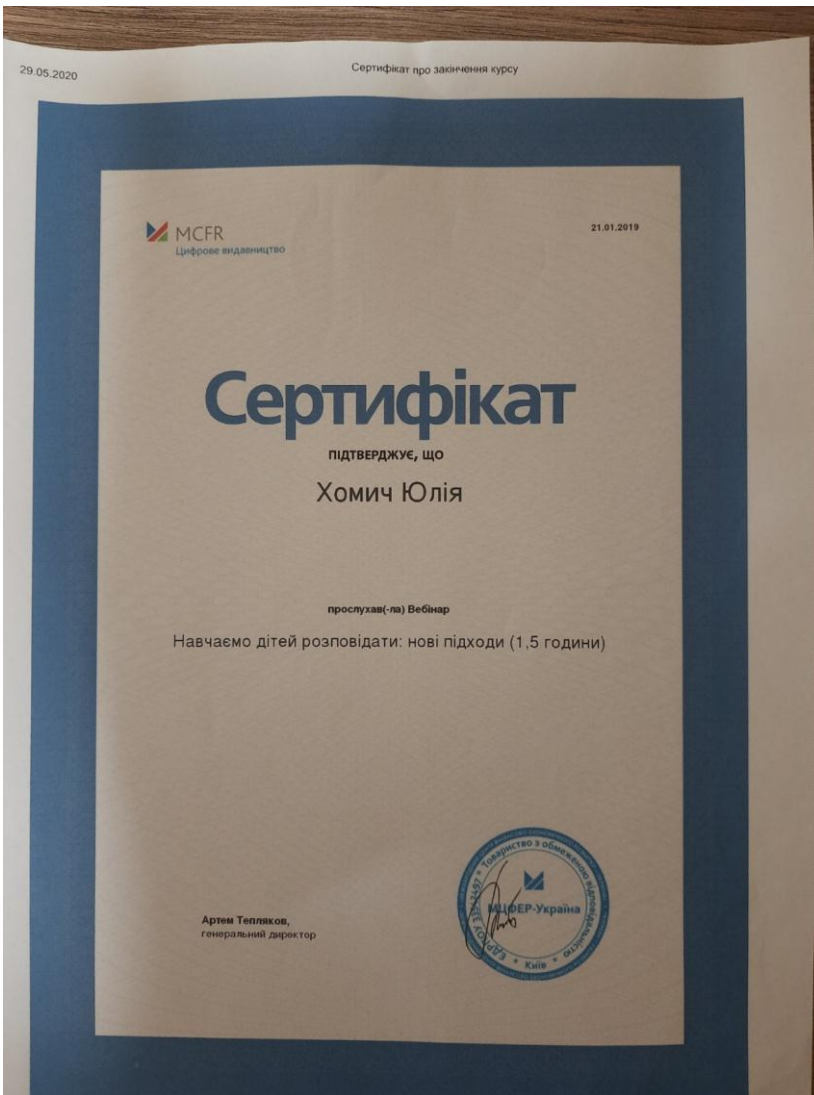 29.05.2020
Сертифікат про закінчення курсу
MCFR
Цифрове видавництво
21.01.2019
Сертифікат
ПІДТВЕРДЖУЄ, ЩО
Хомич Юлія
прослухав(-ла) Вебінар
Навчаємо дітей розповідати: нові підходи (1,5 години)
Артем Тепляков,
генеральний директор
Товариство з обмеженою відповідальністю
МЦФЕР-Україна
Київ